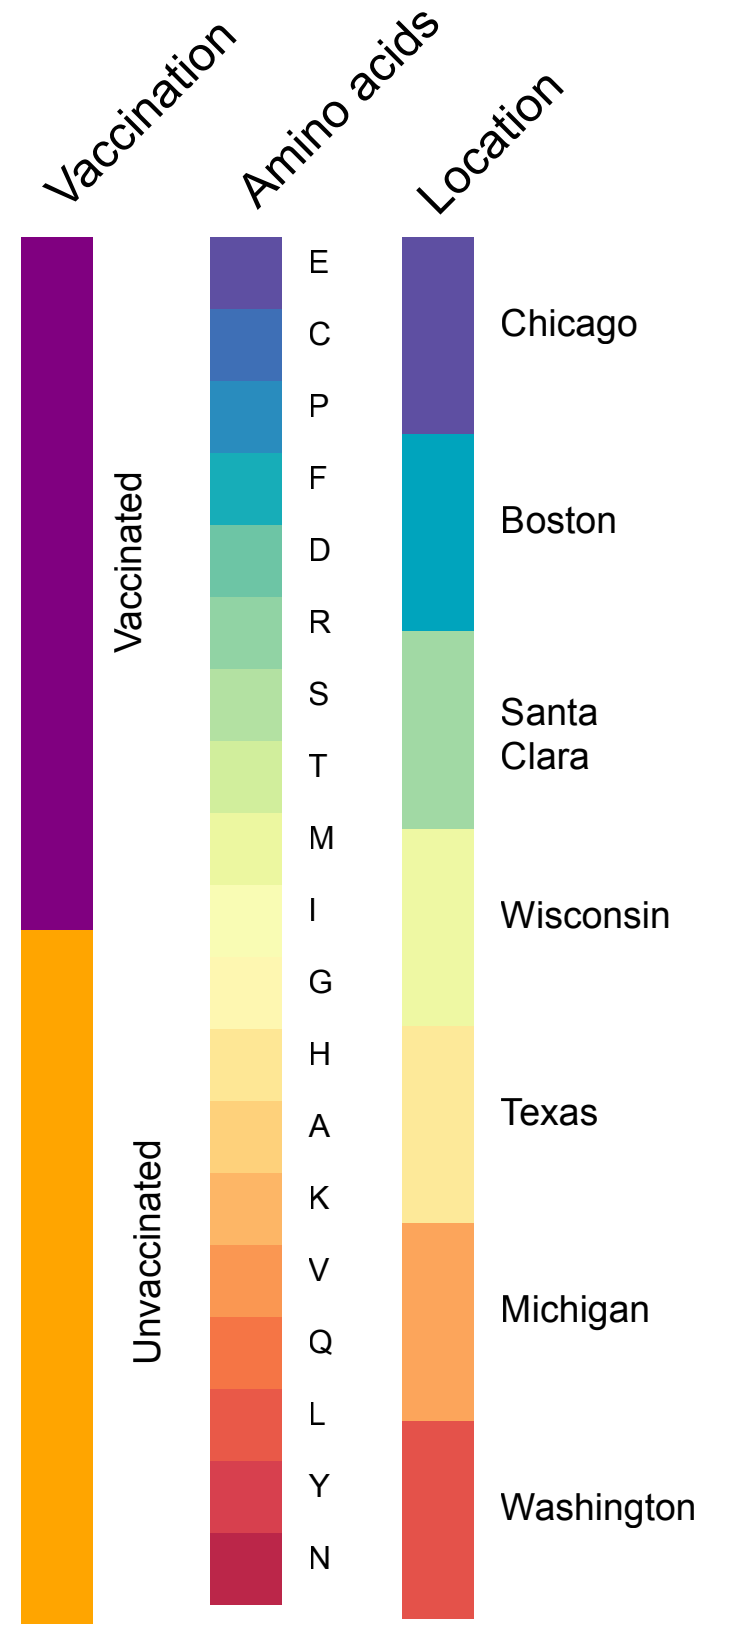 Vaccination
Amino acids
Location
Vaccinated
Unvaccinated
E
C
P
F
D
R
S
T
M
I
G
H
A
K
V
Q
L
Y
N
Chicago
Boston
Santa
Clara
Wisconsin
Texas
Michigan
Washington